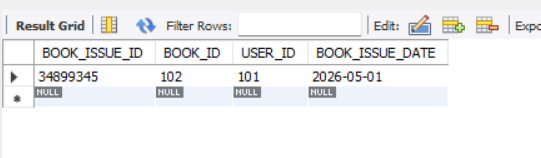 Result Grid Filter Rows: Edit: Expo
BOOK_ISSUE_ID BOOK_ID USER_ID BOOK_ISSUE_DATE
34899345 102 101 2026-05-01
NULL NULL NULL NULL